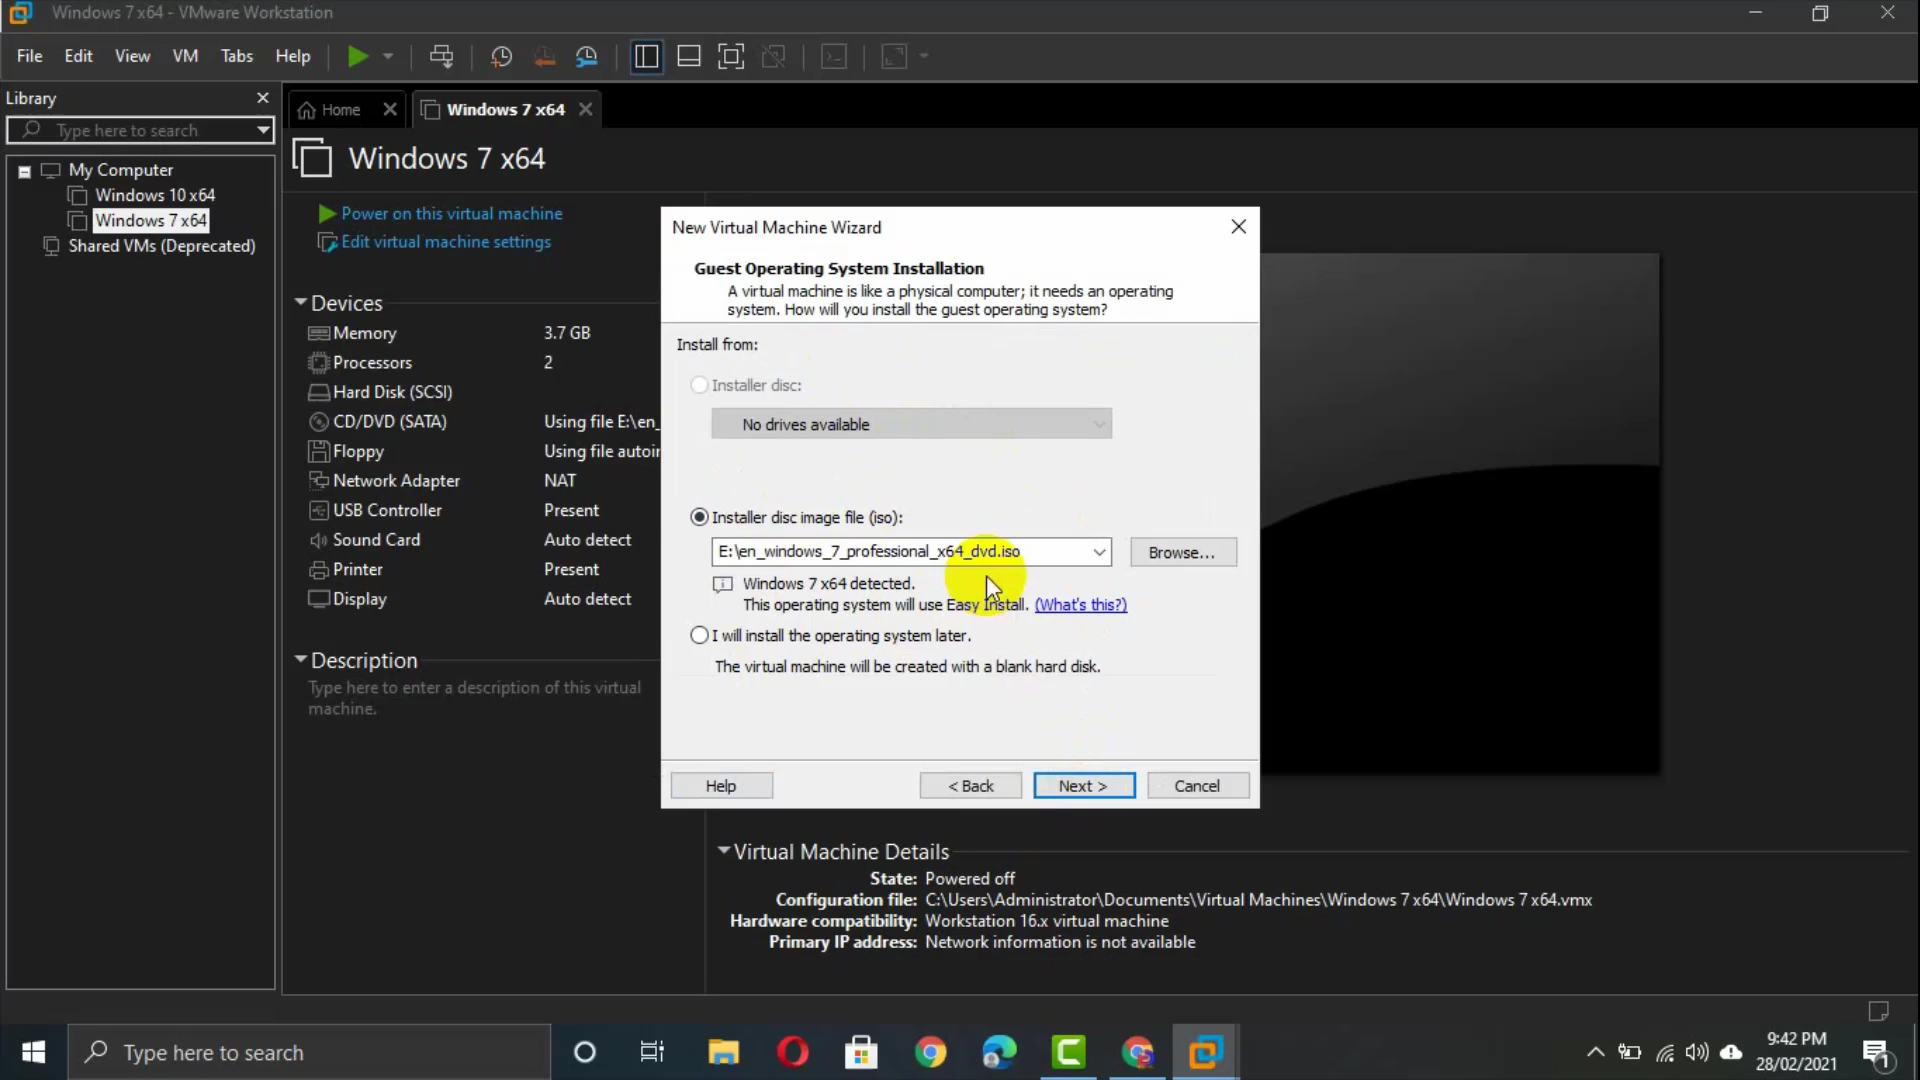 Windows 7 x64 - VMware Workstation
File Edit View VM Tabs Help
Library
Type here to search
My Computer
Windows 10 x64
Windows 7 x64
Shared VMs (Deprecated)
Home
Windows 7 x64
Windows 7 x64
Power on this virtual machine
Edit virtual machine settings
Devices
Memory 3.7 GB
Processors 2
Hard Disk (SCSI)
CD/DVD (SATA) Using file E:\en_
Floppy Using file autoin
Network Adapter NAT
USB Controller Present
Sound Card Auto detect
Printer Present
Display Auto detect
Description
Type here to enter a description of this virtual
machine.
New Virtual Machine Wizard
Guest Operating System Installation
A virtual machine is like a physical computer; it needs an operating
system. How will you install the guest operating system?
Install from:
Installer disc:
No drives available
Installer disc image file (iso):
E:\en_windows_7_professional_x64_dvd.iso
Browse...
Windows 7 x64 detected.
This operating system will use Easy Install. (What's this?)
I will install the operating system later.
The virtual machine will be created with a blank hard disk.
Help < Back Next > Cancel
Virtual Machine Details
State: Powered off
Configuration file: C:\Users\Administrator\Documents\Virtual Machines\Windows 7 x64\Windows 7 x64.vmx
Hardware compatibility: Workstation 16.x virtual machine
Primary IP address: Network information is not available
Type here to search
9:42 PM
28/02/2021
1